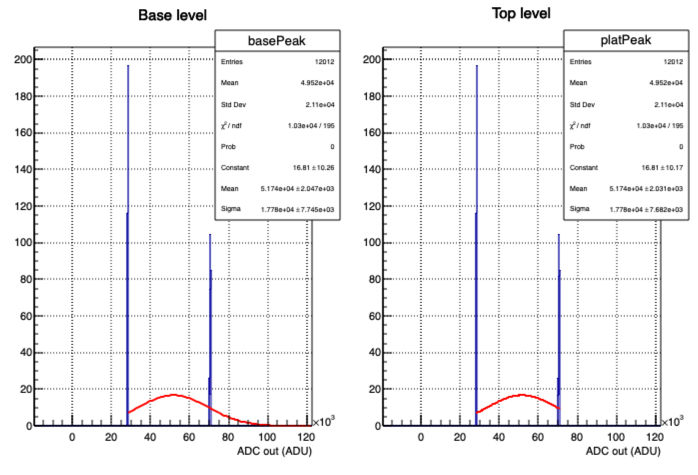 Base level
basePeak
Entries 12012
Mean 4.952e+04
Std Dev 2.11e+04
χ² / ndf 1.03e+04 / 195
Prob 0
Constant 16.81 ± 10.26
Mean 5.174e+04 ± 2.047e+03
Sigma 1.778e+04 ± 7.745e+03
200
180
160
140
120
100
80
60
40
20
0
0 20 40 60 80 100 120
×10³
ADC out (ADU)
Top level
platPeak
Entries 12012
Mean 4.952e+04
Std Dev 2.11e+04
χ² / ndf 1.03e+04 / 195
Prob 0
Constant 16.81 ± 10.17
Mean 5.174e+04 ± 2.031e+03
Sigma 1.778e+04 ± 7.682e+03
200
180
160
140
120
100
80
60
40
20
0
0 20 40 60 80 100 120
×10³
ADC out (ADU)